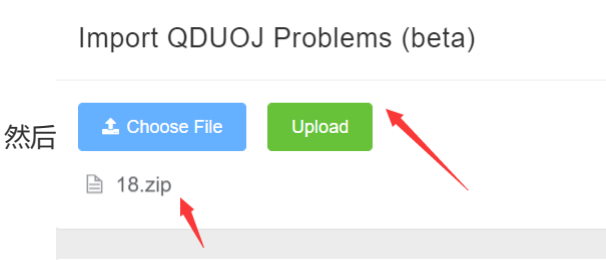 Import QDUOJ Problems (beta)
然后
Choose File Upload
18.zip